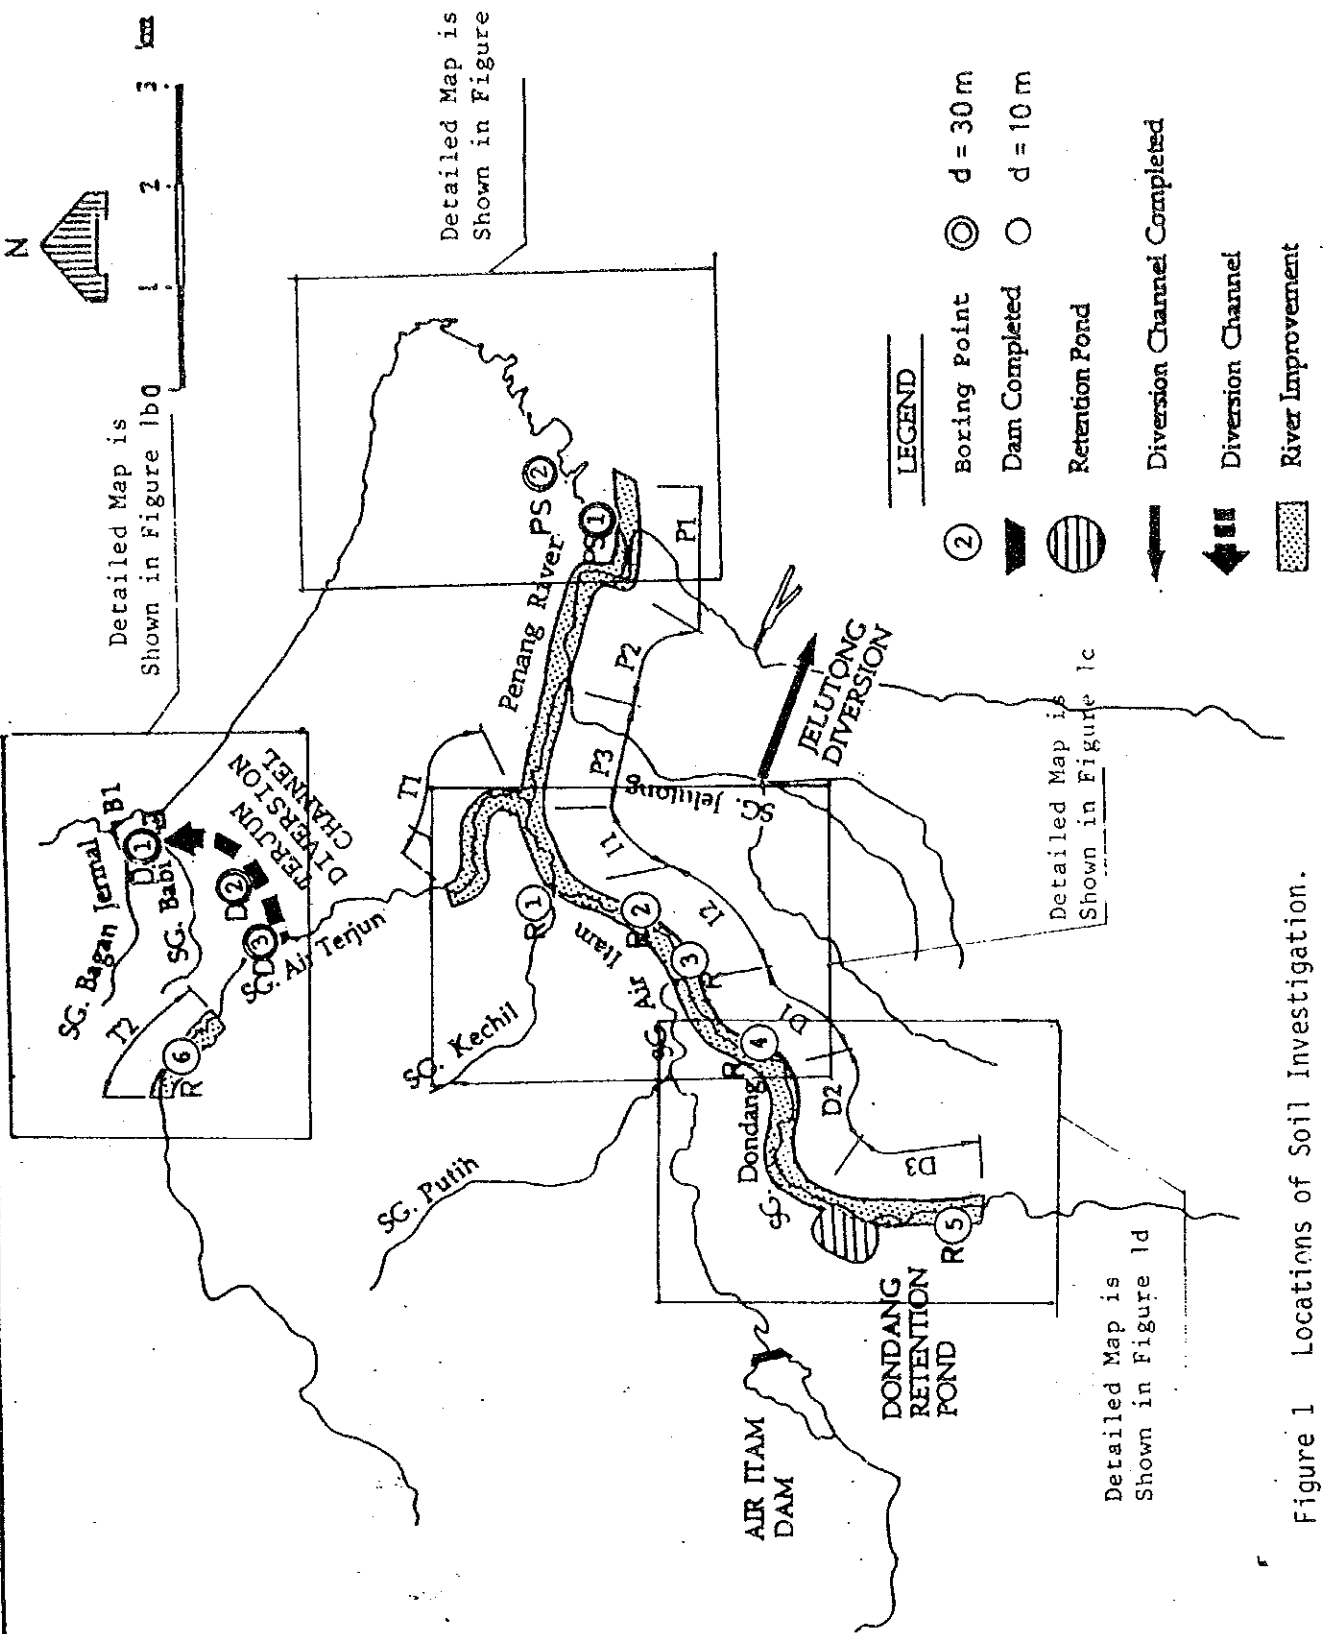 N
0 1 2 3 km
Detailed Map is
Shown in Figure 1b
Detailed Map is
Shown in Figure
SG. Bagan Jermal
B1
D 1
SG. Babi
D 2
D 3
TERJUN
DIVERSION
CHANNEL
SG. Air Terjun
T2
R 6
T1
SG. Kechil
R 1
Penang River
PS 2
PS 1
P1
P2
P3
SG. Putih
SG. Air Itam
R 2
R 3
R 4
I1
I2
SG. Jelutong
JELUTONG
DIVERSION
SG. Dondang
D1
D2
D3
R 5
AIR ITAM
DAM
DONDANG
RETENTION
POND
Detailed Map is
Shown in Figure 1c
Detailed Map is
Shown in Figure 1d
LEGEND
2 Boring Point d = 30 m
Dam Completed d = 10 m
Retention Pond
Diversion Channel Completed
Diversion Channel
River Improvement
Figure 1 Locations of Soil Investigation.